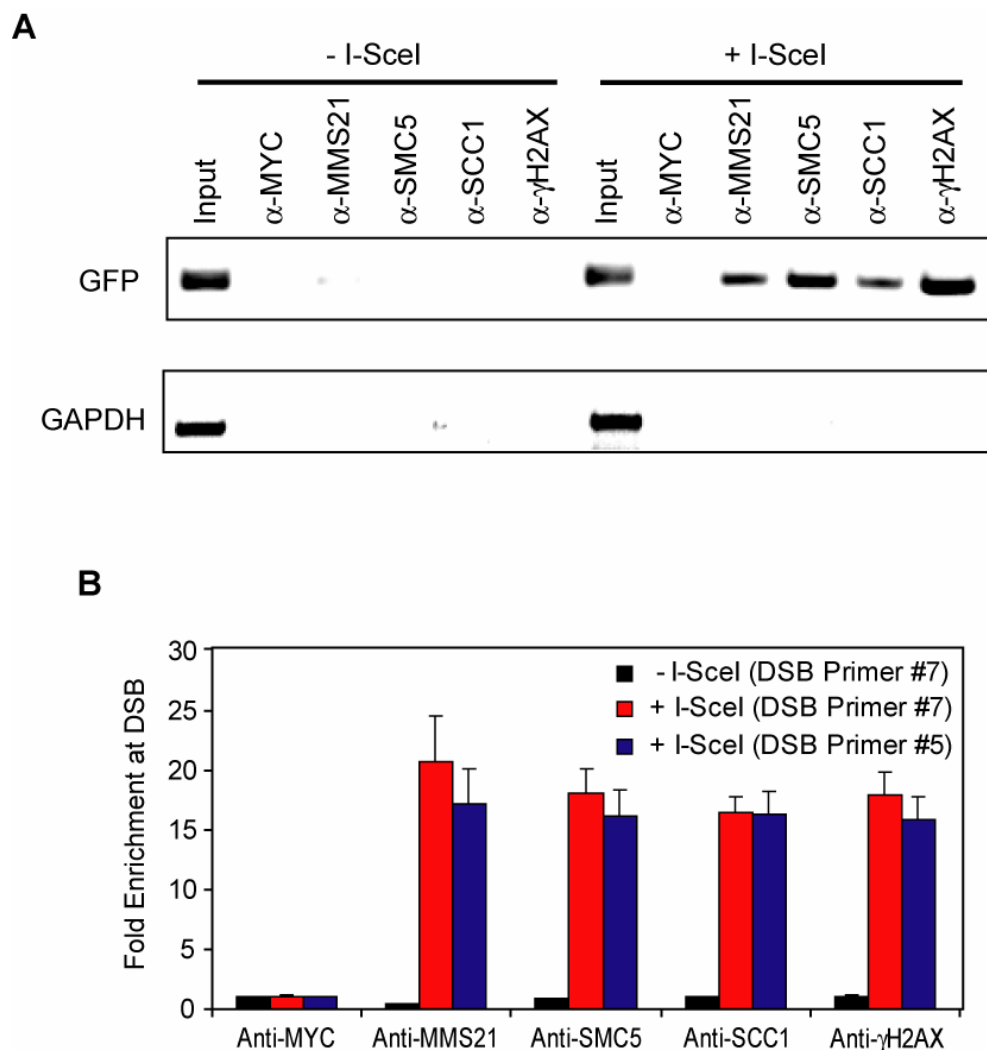 A
- I-SceI
+ I-SceI
Input
α-MYC
α-MMS21
α-SMC5
α-SCC1
α-γH2AX
Input
α-MYC
α-MMS21
α-SMC5
α-SCC1
α-γH2AX
GFP
GAPDH
B
Fold Enrichment at DSB
30
25
20
15
10
5
0
- I-SceI (DSB Primer #7)
+ I-SceI (DSB Primer #7)
+ I-SceI (DSB Primer #5)
Anti-MYC
Anti-MMS21
Anti-SMC5
Anti-SCC1
Anti-γH2AX